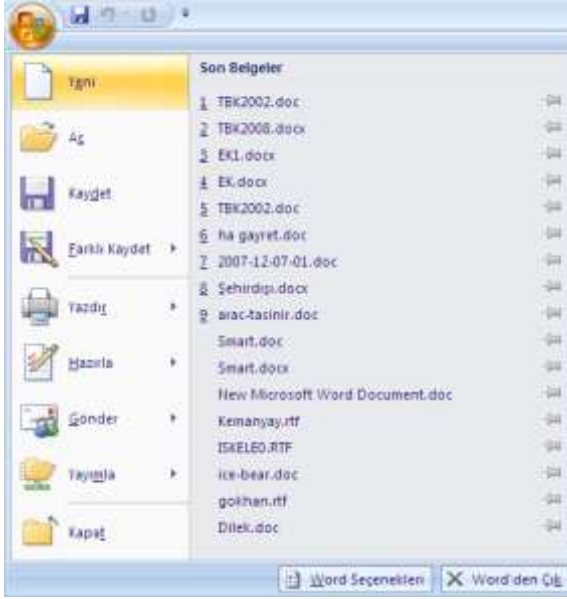 Yeni
Aç
Kaydet
Farklı Kaydet
Yazdır
Hazırla
Gönder
Yayımla
Kapat
Son Belgeler
1 TBK2002.doc
2 TBK2008.docx
3 EK1.docx
4 EK.docx
5 TBK2002.doc
6 ha gayret.doc
7 2007-12-07-01.doc
8 Şehirdışı.docx
9 arac-tasinir.doc
Smart.doc
Smart.docx
New Microsoft Word Document.doc
Kemanyay.rtf
ISKELE0.RTF
ice-bear.doc
gokhan.rtf
Dilek.doc
Word Seçenekleri
Word'den Çık